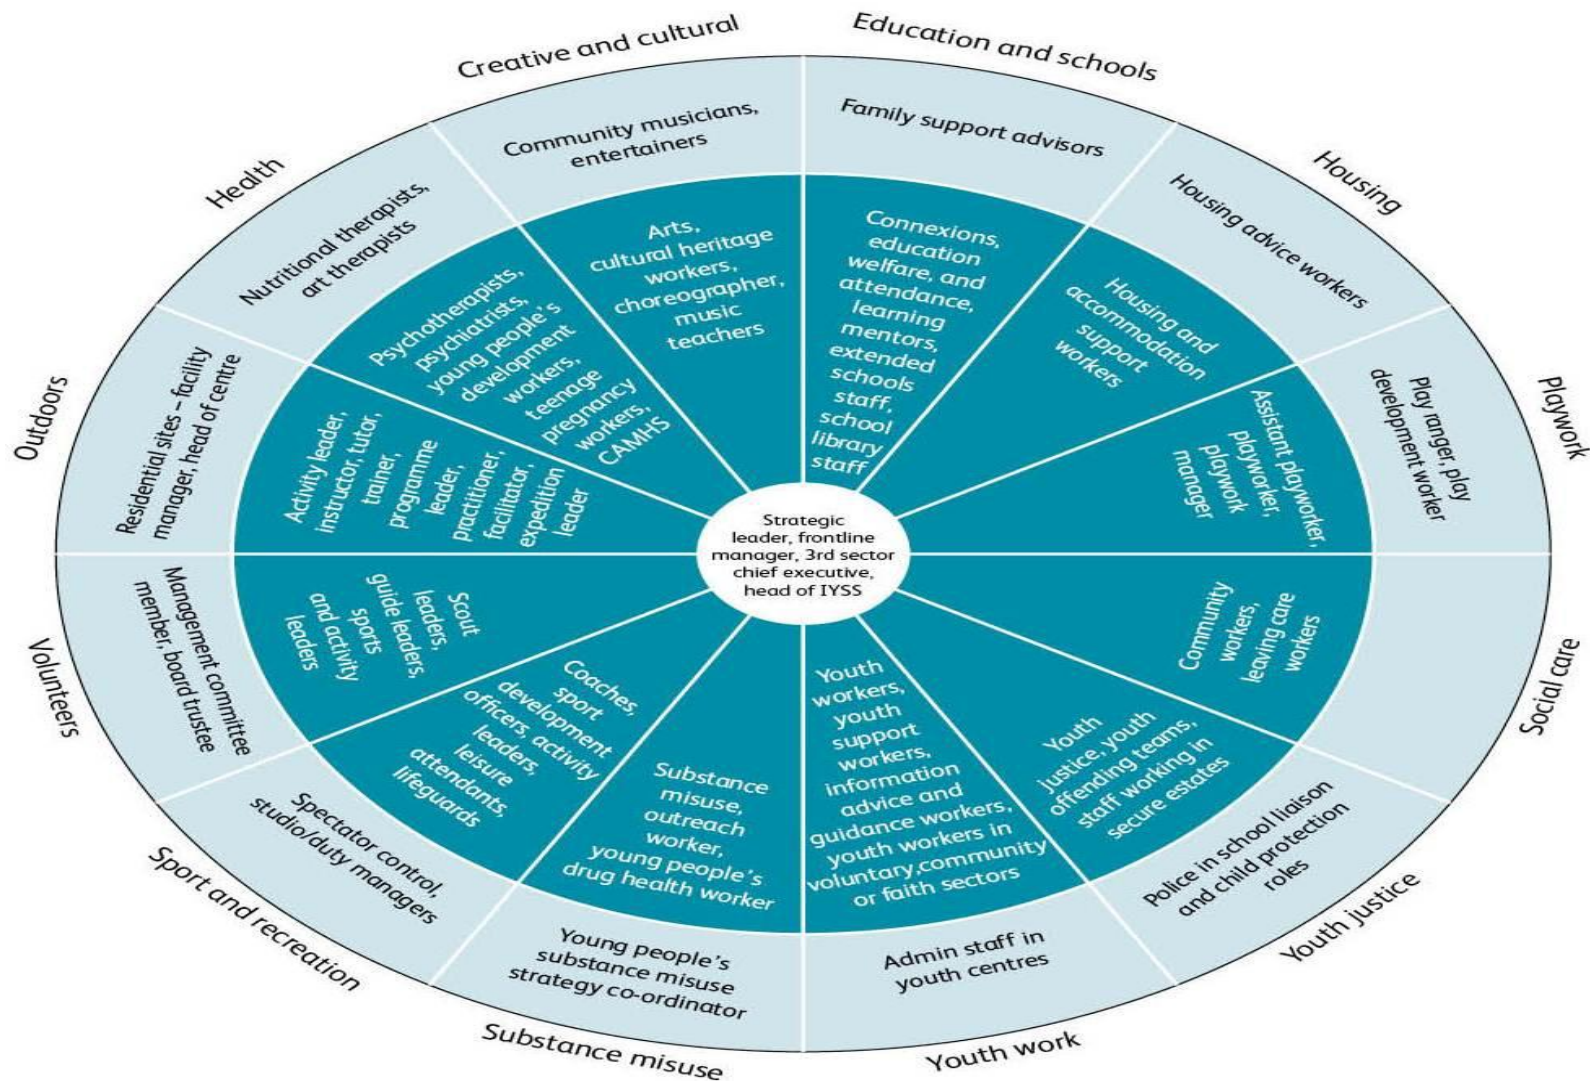 Creative and cultural
Community musicians,
entertainers
Arts,
cultural heritage
workers,
choreographer,
music
teachers
Education and schools
Family support advisors
Connexions,
education
welfare, and
attendance,
learning
mentors,
extended
schools
staff,
school
library
staff
Housing
Housing advice workers
Housing and
accommodation
support
workers
Playwork
Play ranger, play
development worker
Assistant playworker,
playworker,
playwork
manager
Social care
Community
workers,
leaving care
workers
Youth justice
Police in school liaison
and child protection
roles
Youth
justice, youth
offending teams,
staff working in
secure estates
Youth work
Admin staff in
youth centres
Youth
workers,
youth
support
workers,
information
advice and
guidance workers,
youth workers in
voluntary,community
or faith sectors
Substance misuse
Young people's
substance misuse
strategy co-ordinator
Substance
misuse,
outreach
worker,
young people's
drug health worker
Sport and recreation
Spectator control,
studio/duty managers
Coaches,
sport
development
officers, activity
leaders,
leisure
attendants,
lifeguards
Volunteers
Management committee
member, board trustee
Scout
leaders,
guide leaders,
sports
and activity
leaders
Outdoors
Residential sites – facility
manager, head of centre
Activity leader,
instructor, tutor,
trainer,
programme
leader,
practitioner,
facilitator,
expedition
leader
Health
Nutritional therapists,
art therapists
Psychotherapists,
psychiatrists,
young people's
development
workers,
teenage
pregnancy
workers,
CAMHS
Strategic
leader, frontline
manager, 3rd sector
chief executive,
head of IYSS